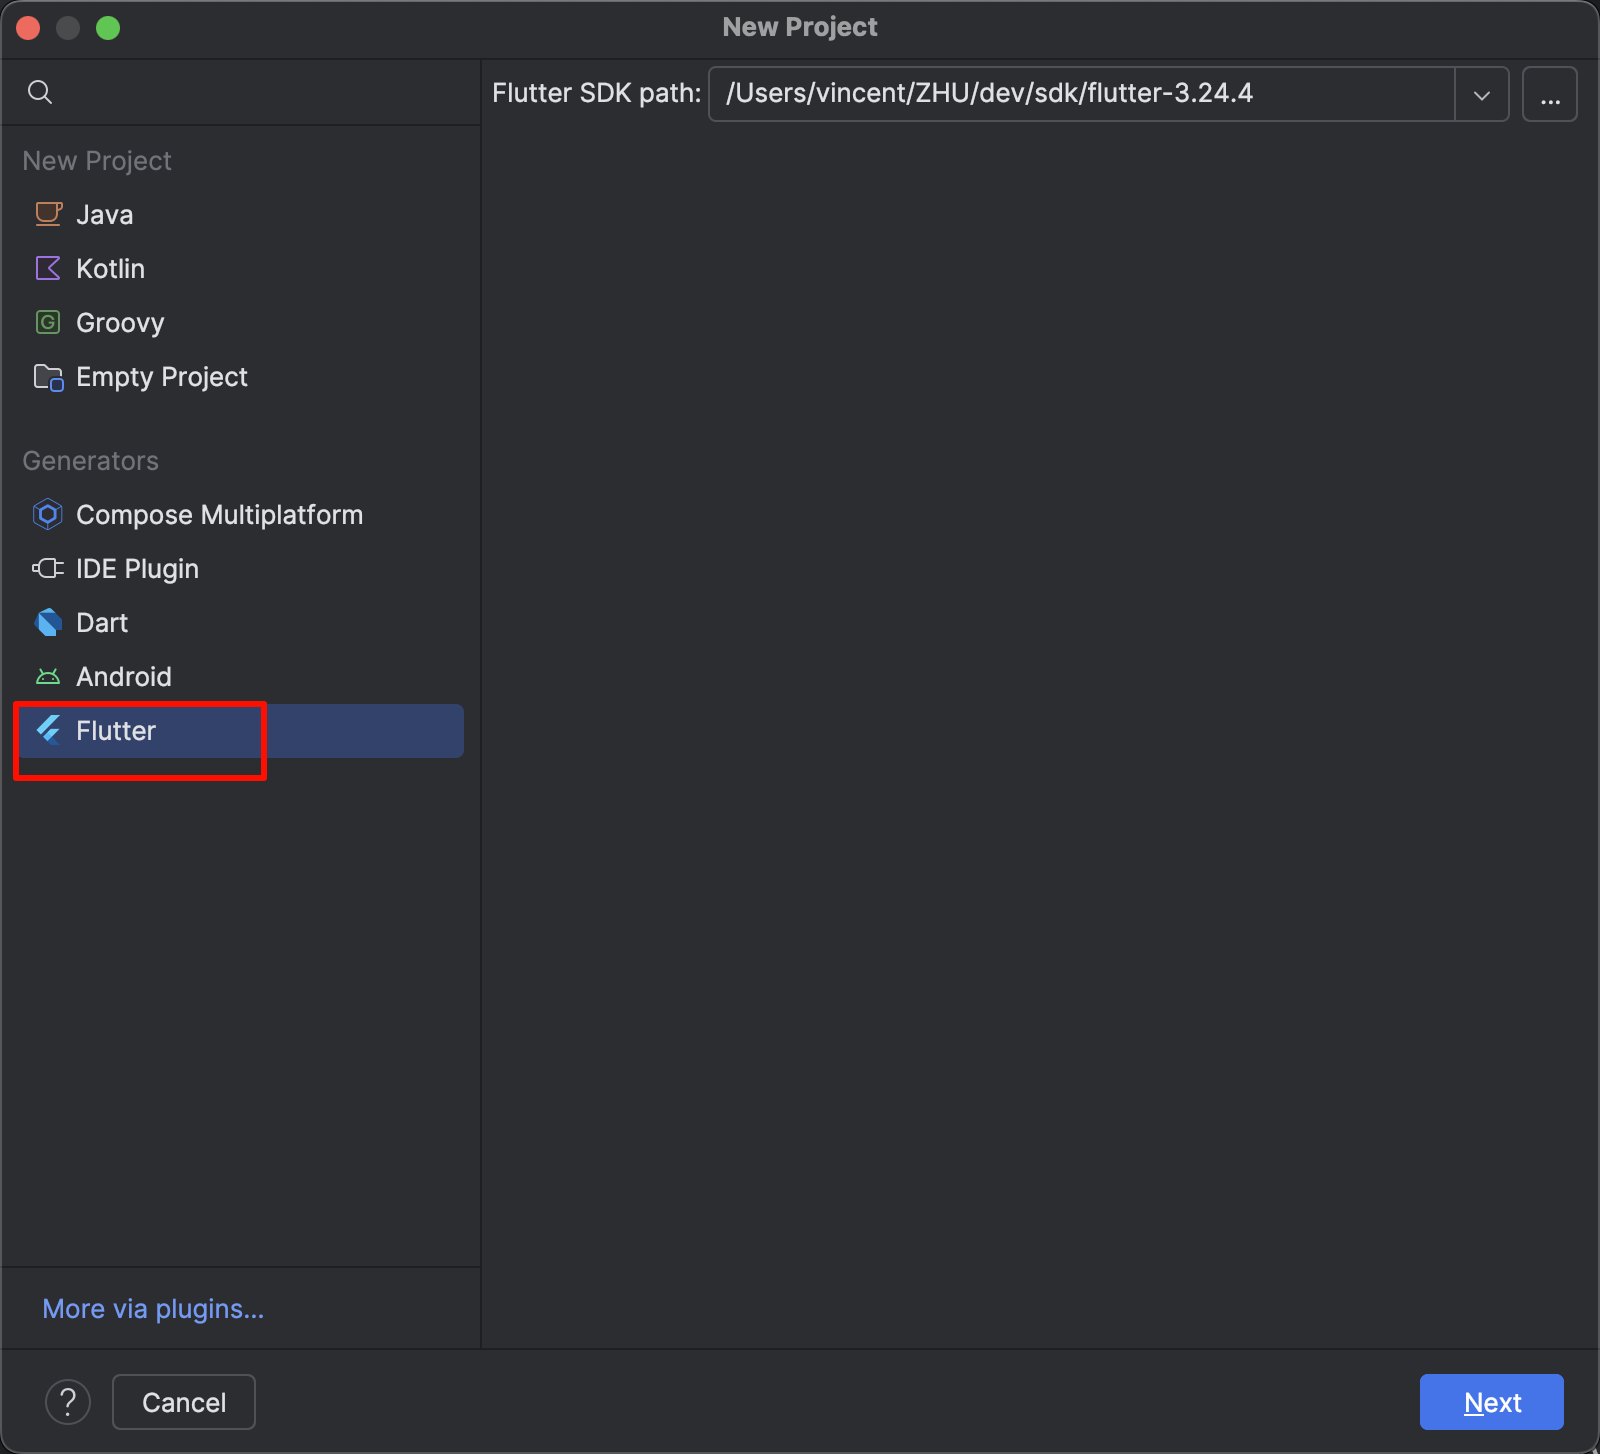 New Project
Flutter SDK path: /Users/vincent/ZHU/dev/sdk/flutter-3.24.4 ...
New Project
Java
Kotlin
G Groovy
Empty Project
Generators
Compose Multiplatform
IDE Plugin
Dart
Android
Flutter
More via plugins...
? Cancel Next